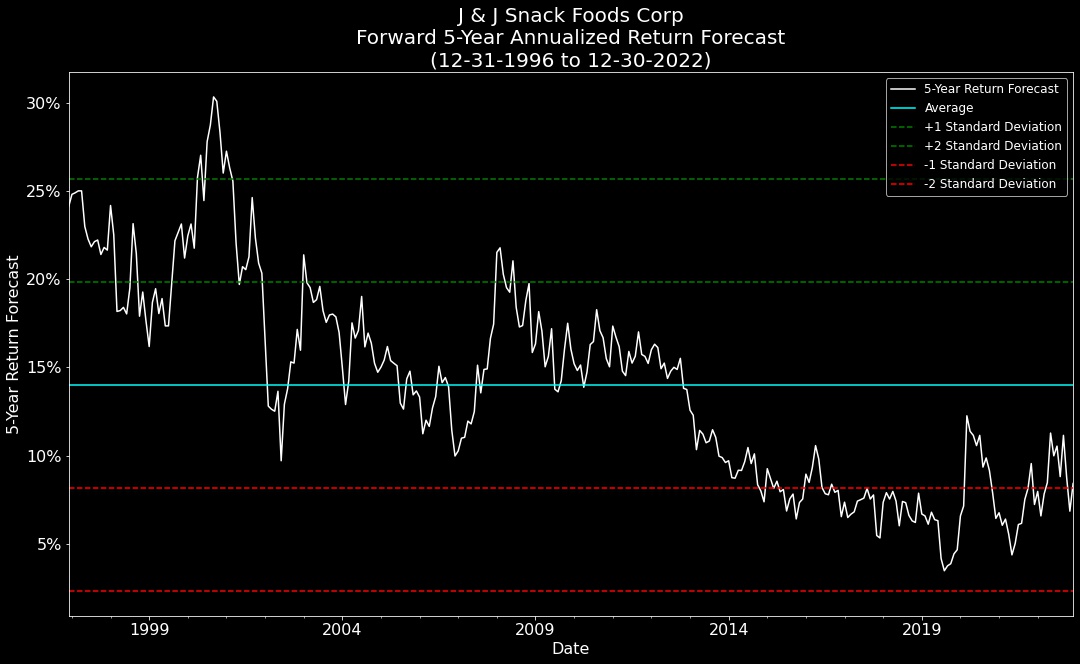 J & J Snack Foods Corp
Forward 5-Year Annualized Return Forecast
(12-31-1996 to 12-30-2022)
5-Year Return Forecast
Average
+1 Standard Deviation
+2 Standard Deviation
-1 Standard Deviation
-2 Standard Deviation
30%
25%
20%
15%
10%
5%
5-Year Return Forecast
1999
2004
2009
2014
2019
Date